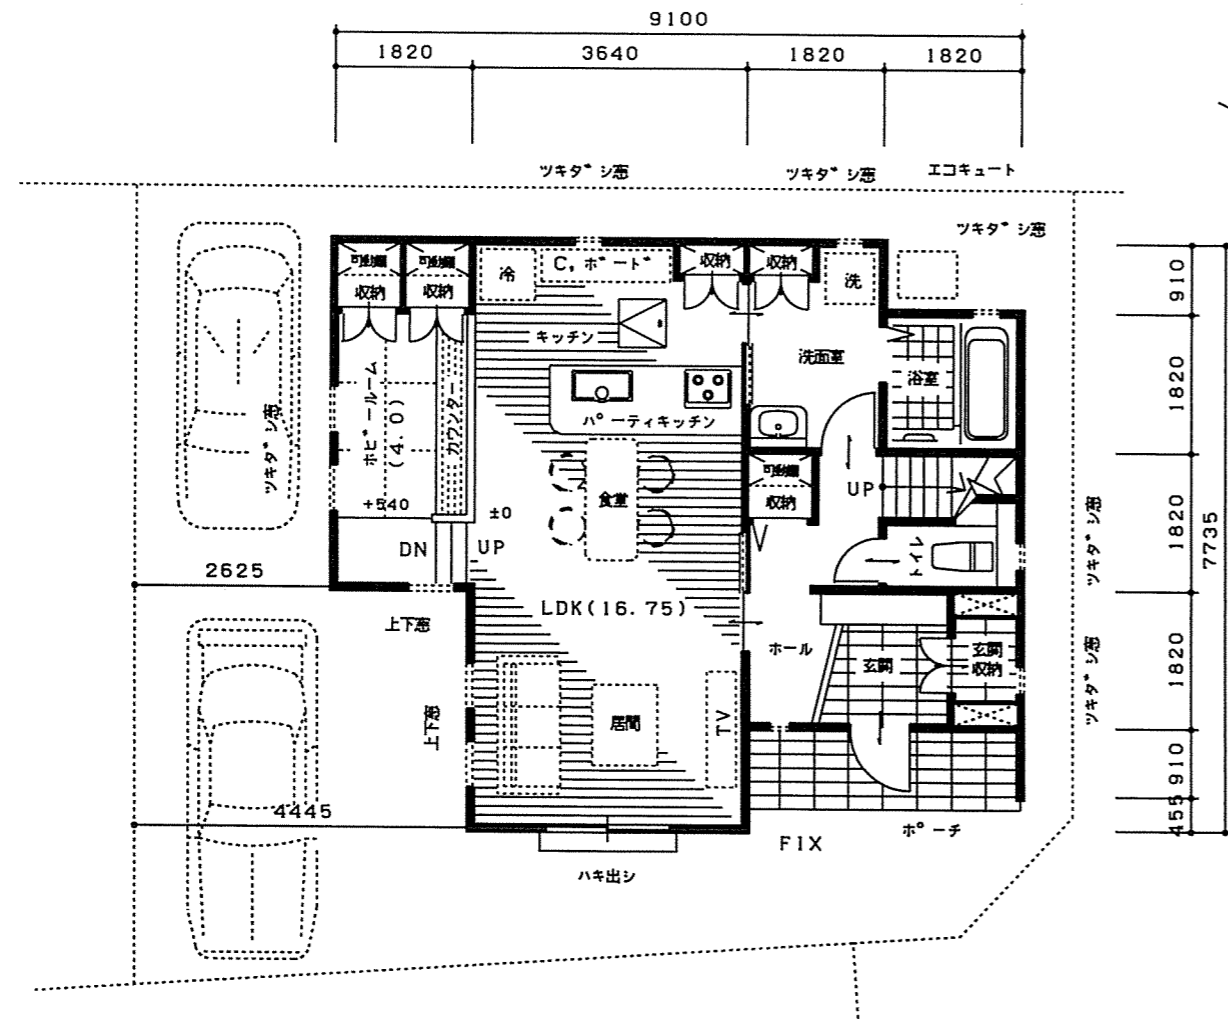 9100
1820
3640
1820
1820
ツキダシ窓
ツキダシ窓
エコキュート
ツキダシ窓
可動棚
収納
可動棚
収納
冷
C,ボード
収納
収納
洗
キッチン
洗面室
浴室
ホビールーム
(4.0)
カウンター
パーティキッチン
ツキダシ窓
食堂
可動棚
収納
UP
+540
±0
DN
UP
トイレ
ツキダシ窓
2625
上下窓
LDK(16.75)
ホール
玄関
玄関
収納
ツキダシ窓
上下窓
居間
TV
4445
FIX
ポーチ
ハキ出シ
910
1820
1820
1820
910
455
7735